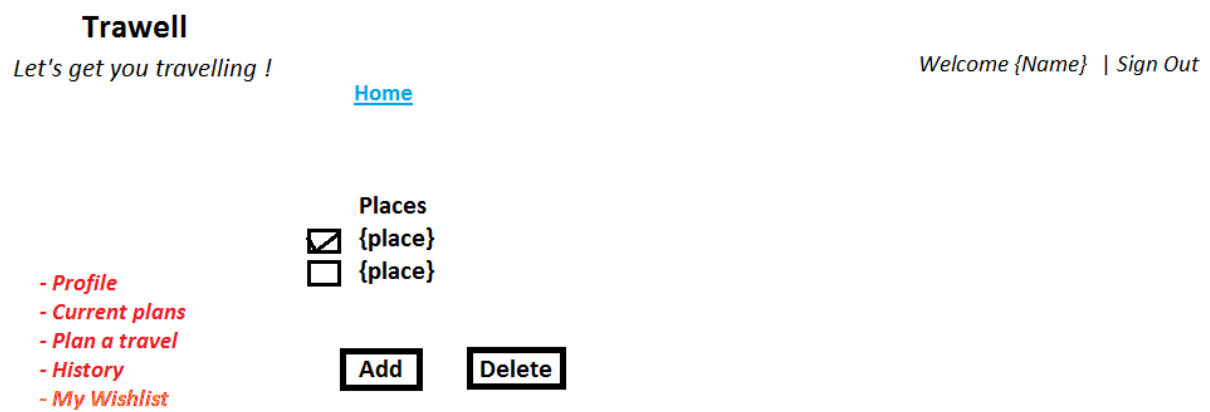 Trawell
Let's get you travelling !
Welcome {Name} | Sign Out
Home
Places
{place}
{place}
- Profile
- Current plans
- Plan a travel
- History
- My Wishlist
Add
Delete